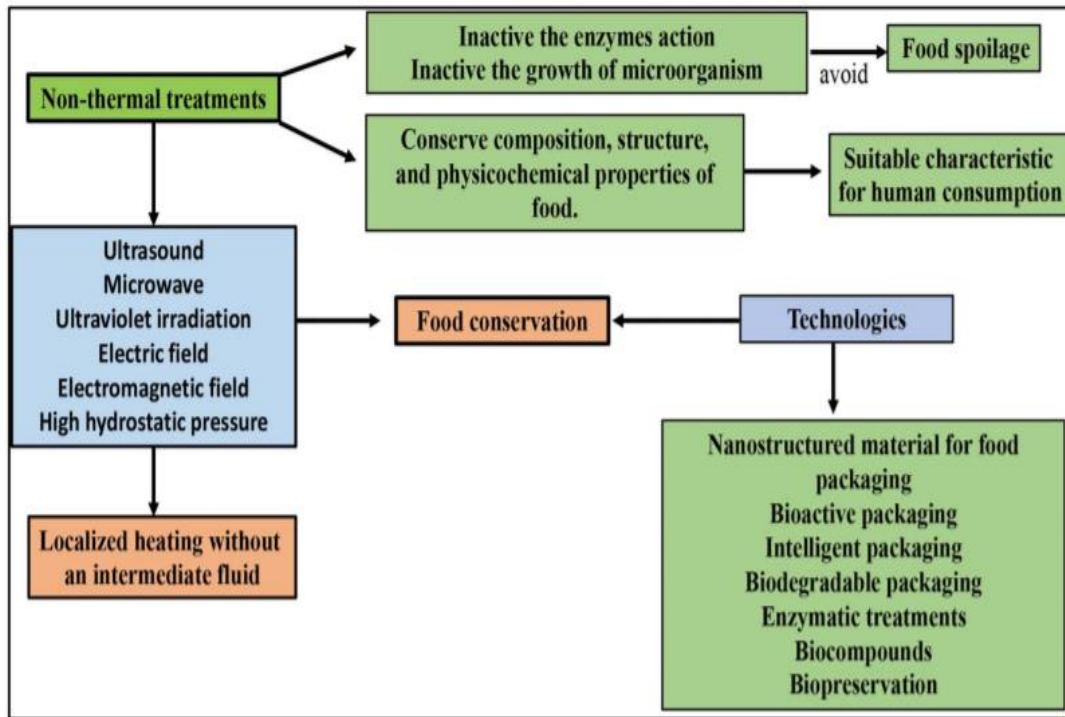 Inactive the enzymes action
Inactive the growth of microorganism
avoid
Food spoilage
Non-thermal treatments
Conserve composition, structure,
and physicochemical properties of
food.
Suitable characteristic
for human consumption
Ultrasound
Microwave
Ultraviolet irradiation
Electric field
Electromagnetic field
High hydrostatic pressure
Food conservation
Technologies
Localized heating without
an intermediate fluid
Nanostructured material for food
packaging
Bioactive packaging
Intelligent packaging
Biodegradable packaging
Enzymatic treatments
Biocompounds
Biopreservation